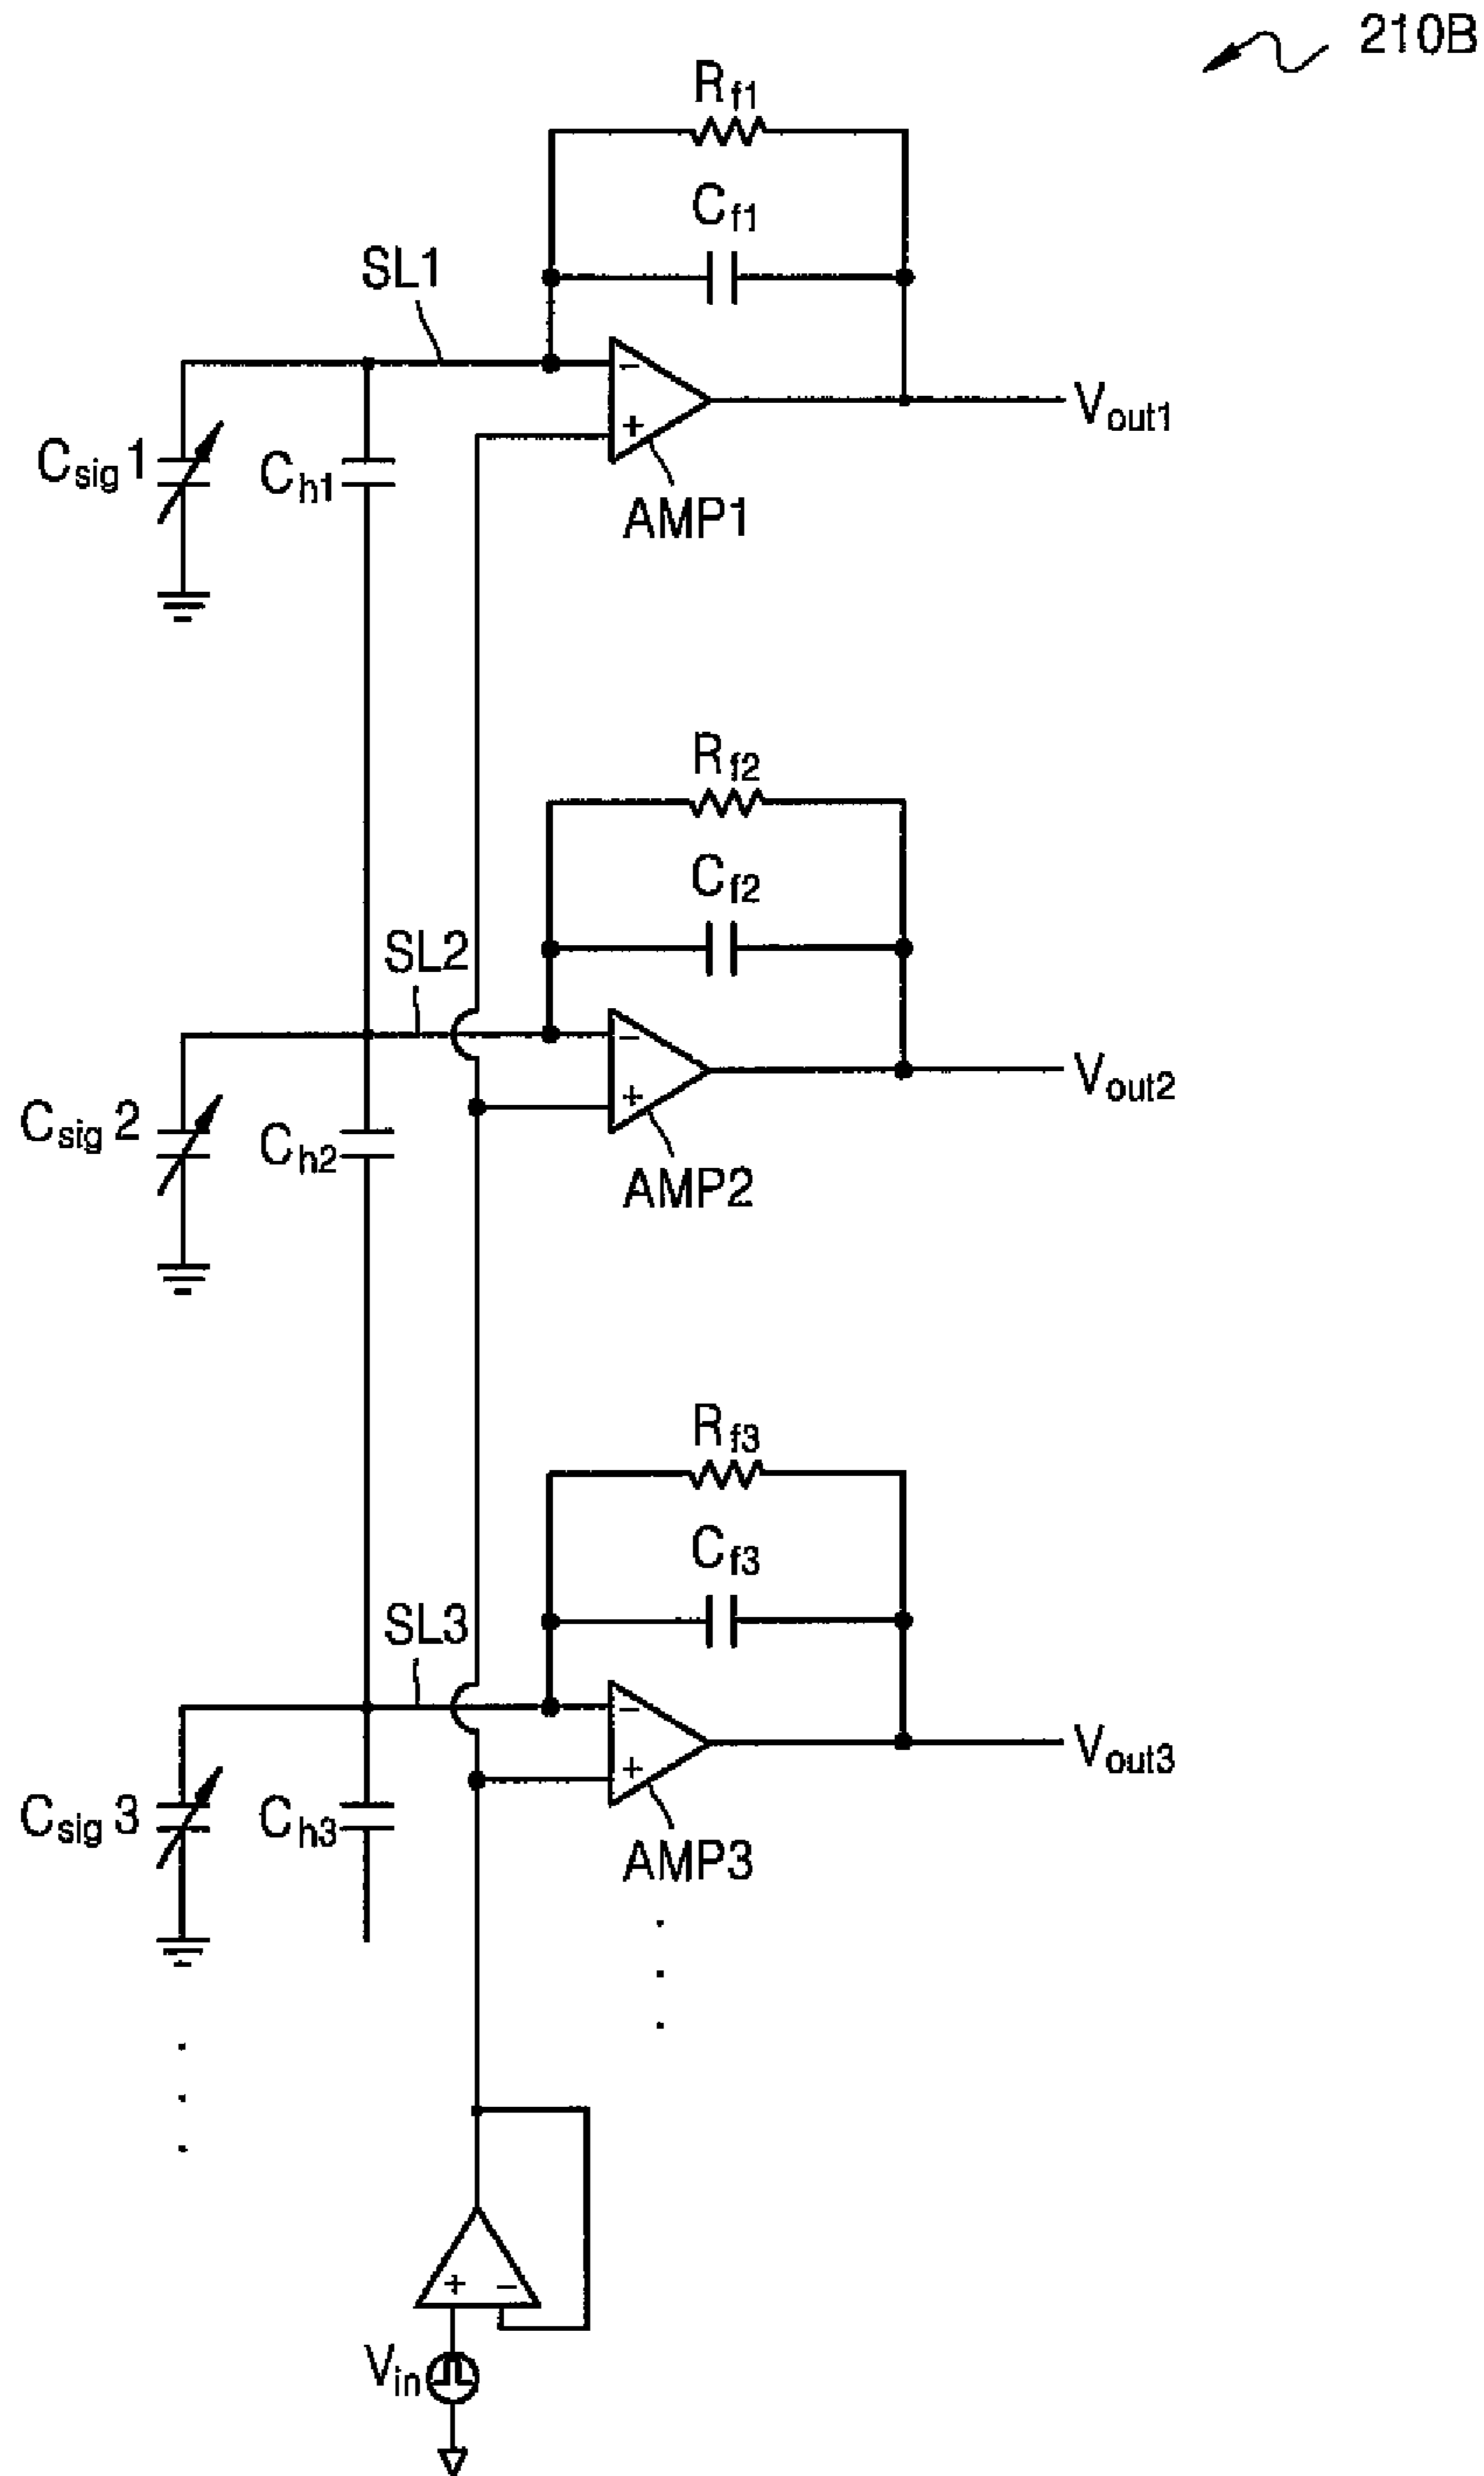 210B
Rf1
Cf1
SL1
Vout1
Csig1
Ch1
AMP1
Rf2
Cf2
SL2
Vout2
Csig2
Ch2
AMP2
Rf3
Cf3
SL3
Vout3
Csig3
Ch3
AMP3
Vin